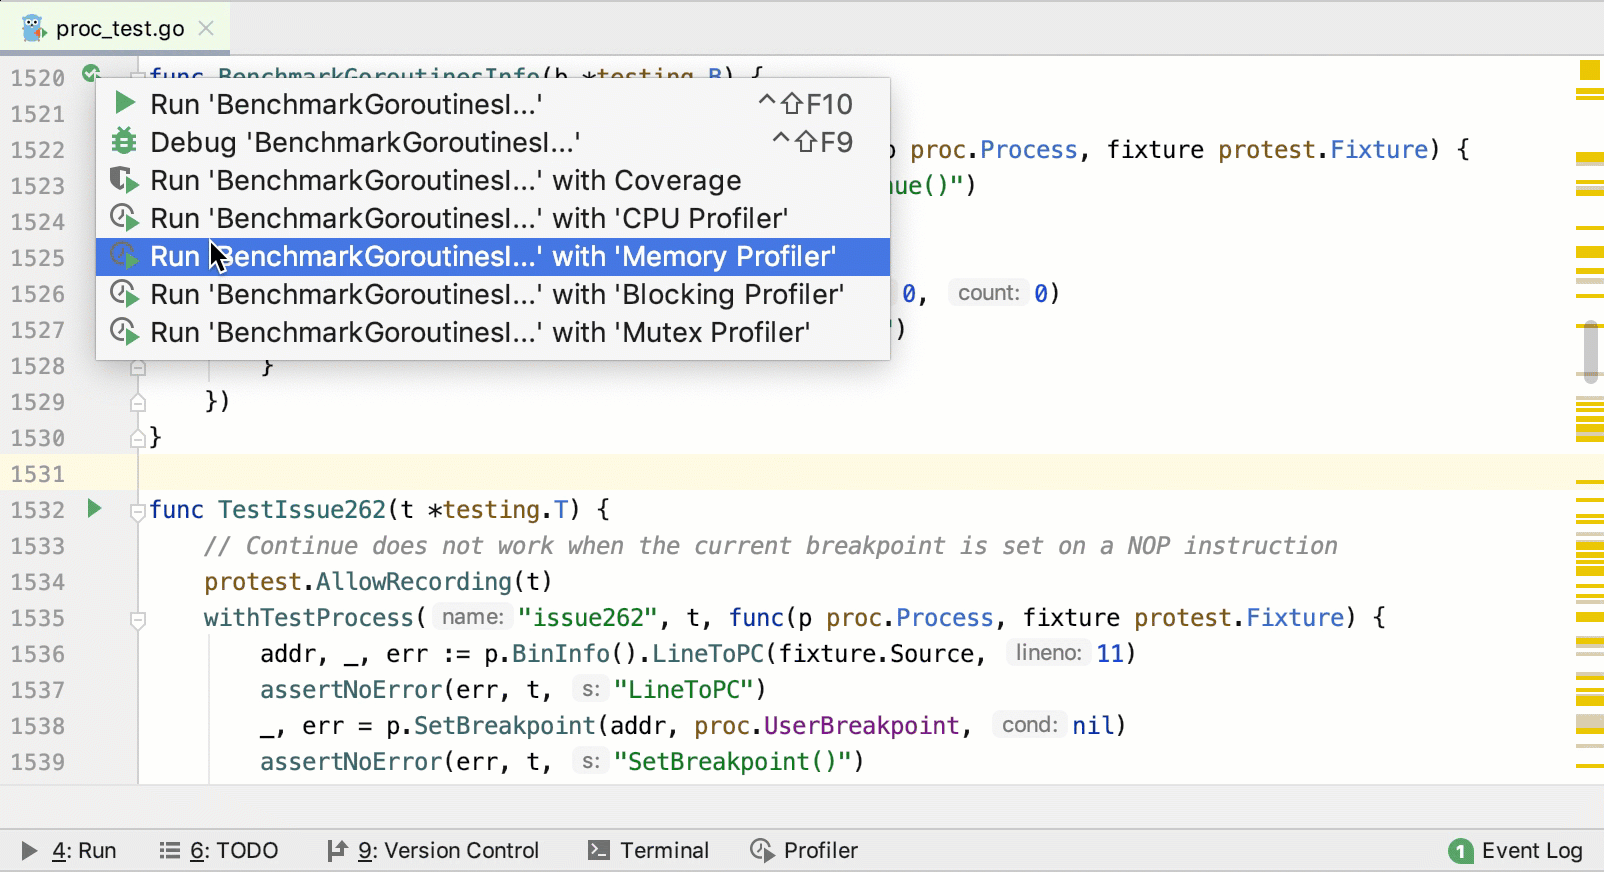 proc_test.go
1520 func BenchmarkGoroutinesInfo(b *testing.B) {
Run 'BenchmarkGoroutinesI...' ^⇧F10
Debug 'BenchmarkGoroutinesI...' ^⇧F9
Run 'BenchmarkGoroutinesI...' with Coverage
Run 'BenchmarkGoroutinesI...' with 'CPU Profiler'
Run 'BenchmarkGoroutinesI...' with 'Memory Profiler'
Run 'BenchmarkGoroutinesI...' with 'Blocking Profiler'
Run 'BenchmarkGoroutinesI...' with 'Mutex Profiler'
1521
1522 proc.Process, fixture protest.Fixture) {
1523 nue()")
1524
1525
1526 0, count: 0)
1527 ")
1528 }
1529 })
1530 }
1531
1532 func TestIssue262(t *testing.T) {
1533 // Continue does not work when the current breakpoint is set on a NOP instruction
1534 protest.AllowRecording(t)
1535 withTestProcess( name: "issue262", t, func(p proc.Process, fixture protest.Fixture) {
1536 addr, _, err := p.BinInfo().LineToPC(fixture.Source, lineno: 11)
1537 assertNoError(err, t, s: "LineToPC")
1538 _, err = p.SetBreakpoint(addr, proc.UserBreakpoint, cond: nil)
1539 assertNoError(err, t, s: "SetBreakpoint()")
4: Run 6: TODO 9: Version Control Terminal Profiler 1 Event Log